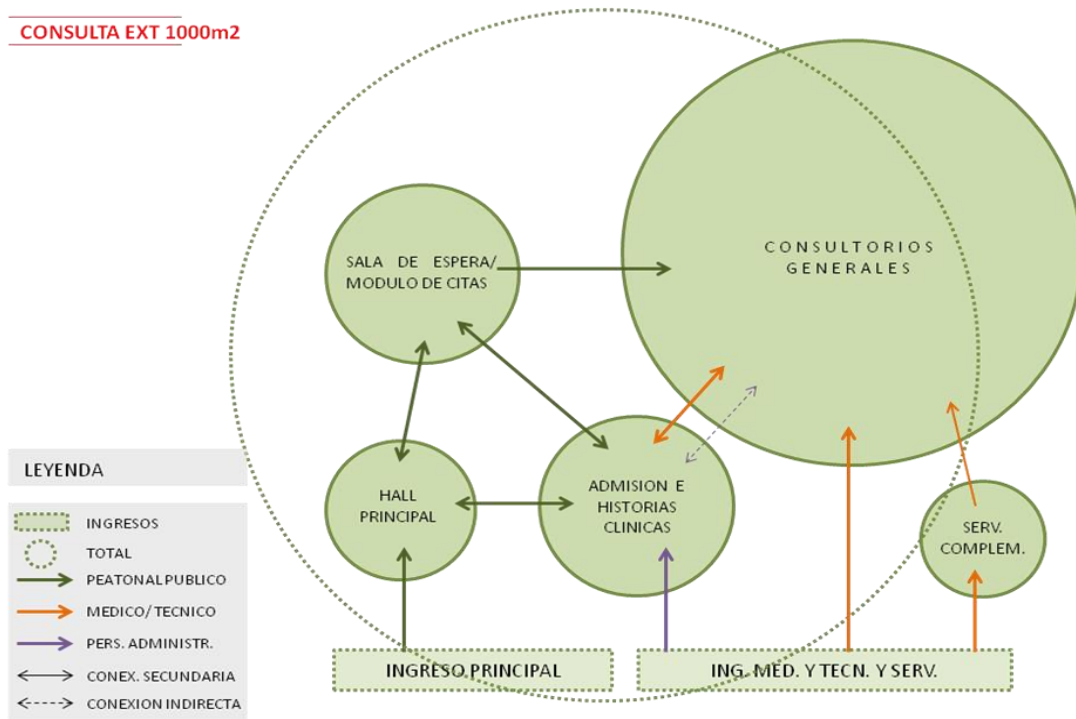 CONSULTA EXT 1000m2
CONSULTORIOS
GENERALES
SALA DE ESPERA/
MODULO DE CITAS
HALL
PRINCIPAL
ADMISION E
HISTORIAS
CLINICAS
SERV.
COMPLEM.
INGRESO PRINCIPAL
ING. MED. Y TECN. Y SERV.
LEYENDA
INGRESOS
TOTAL
PEATONAL PUBLICO
MEDICO/ TECNICO
PERS. ADMINISTR.
CONEX. SECUNDARIA
CONEXION INDIRECTA